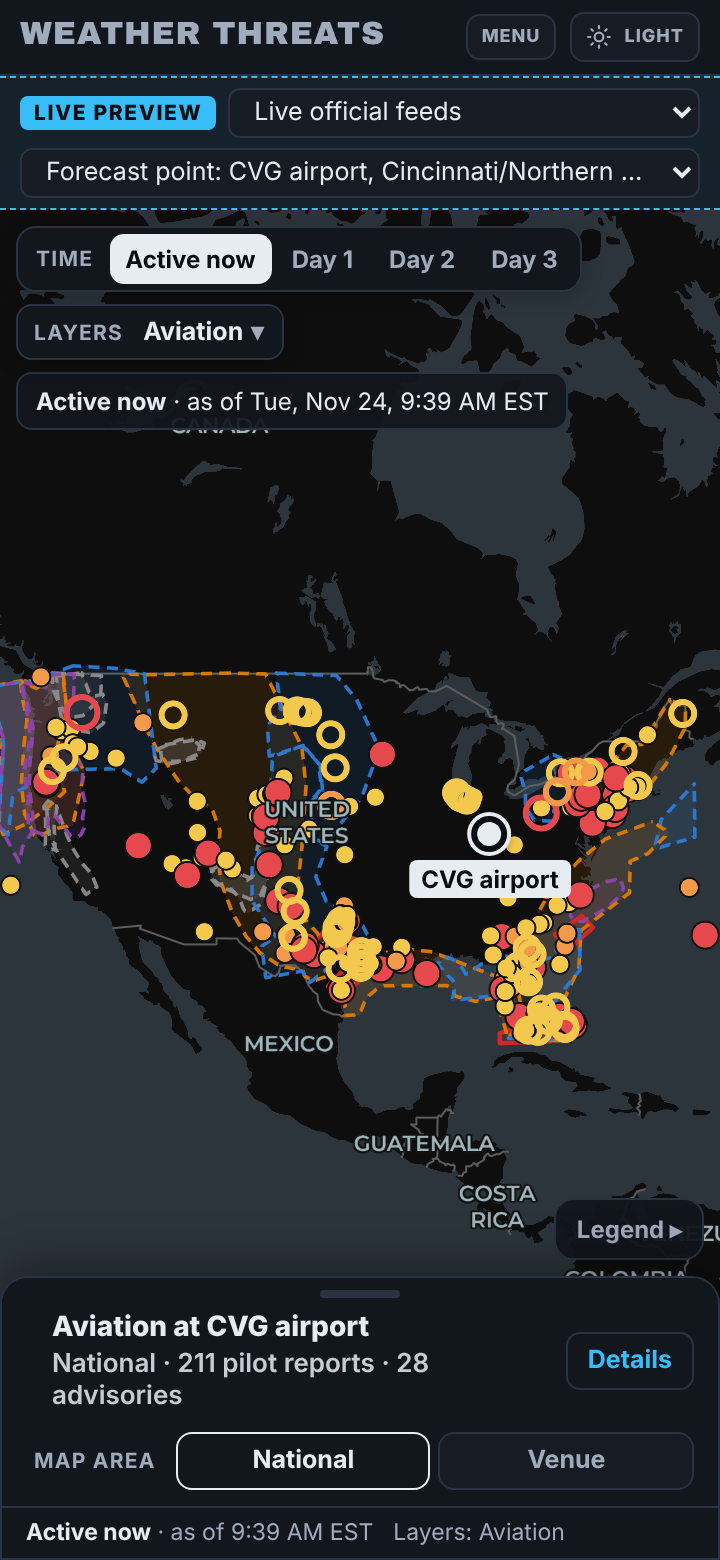 WEATHER THREATS
MENU
LIGHT
LIVE PREVIEW
Live official feeds
Forecast point: CVG airport, Cincinnati/Northern ...
TIME
Active now
Day 1
Day 2
Day 3
LAYERS Aviation ▾
Active now · as of Tue, Nov 24, 9:39 AM EST
CANADA
UNITED
STATES
CVG airport
MEXICO
GUATEMALA
COSTA
RICA
Legend ▸
COLOMBIA
Aviation at CVG airport
National · 211 pilot reports · 28
advisories
Details
MAP AREA
National
Venue
Active now · as of 9:39 AM EST Layers: Aviation